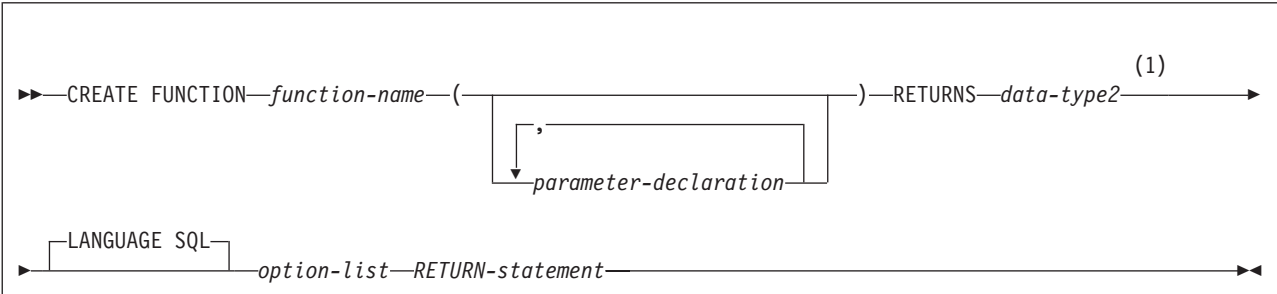 (1)
CREATE FUNCTION function-name ( ) RETURNS data-type2
,
parameter-declaration
LANGUAGE SQL
option-list RETURN-statement